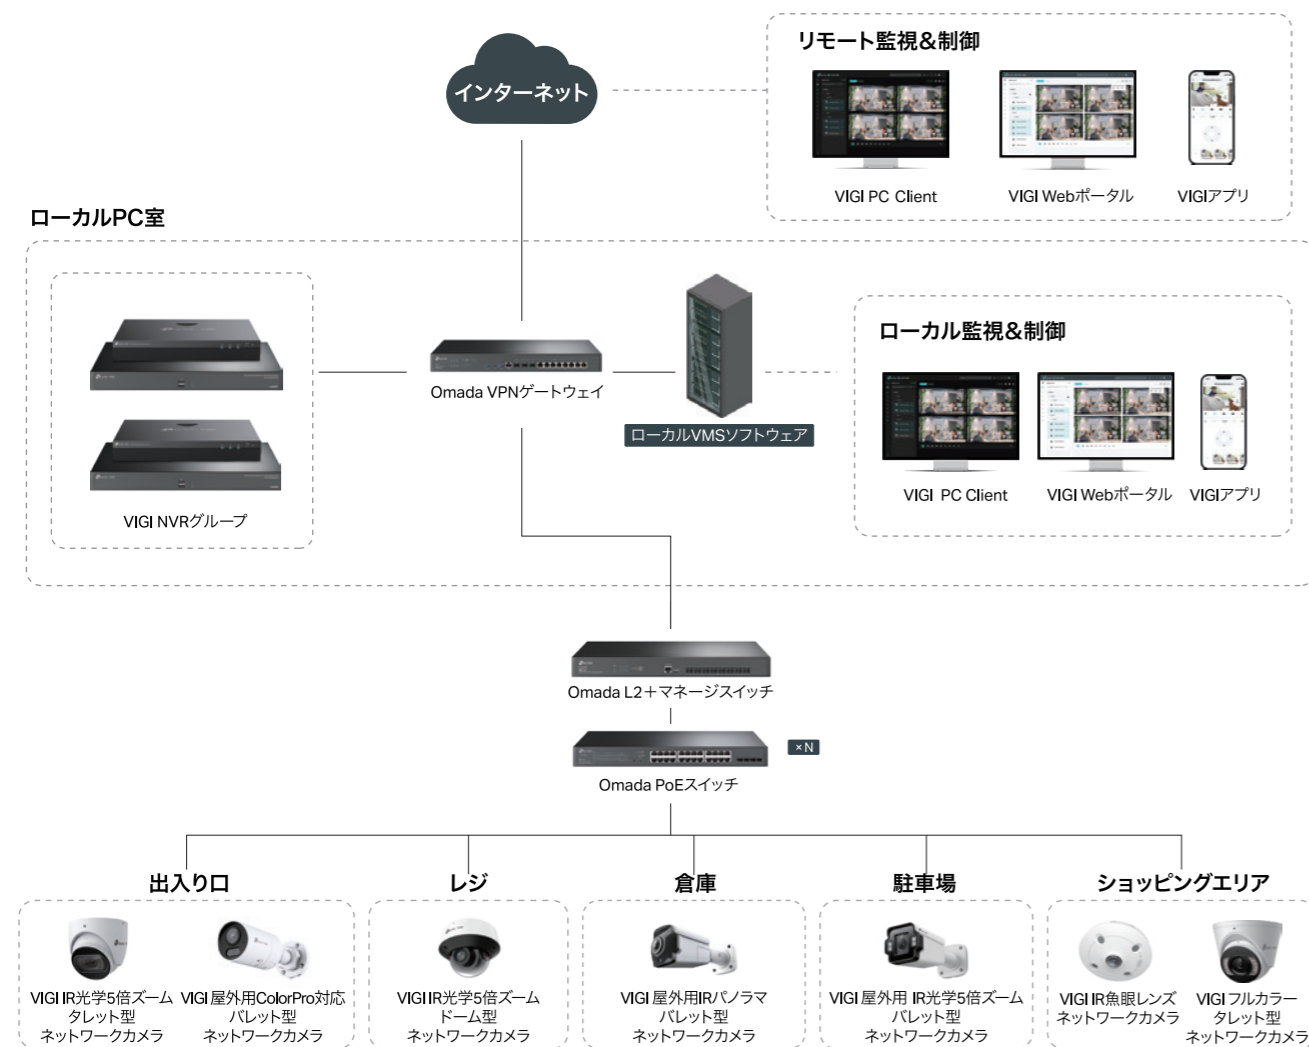 インターネット
リモート監視&制御
VIGI PC Client
VIGI Webポータル
VIGIアプリ
ローカルPC室
VIGI NVRグループ
Omada VPNゲートウェイ
ローカルVMSソフトウェア
ローカル監視&制御
VIGI PC Client
VIGI Webポータル
VIGIアプリ
Omada L2+マネージスイッチ
×N
Omada PoEスイッチ
出入り口
VIGI IR光学5倍ズーム
タレット型
ネットワークカメラ
VIGI 屋外用ColorPro対応
バレット型
ネットワークカメラ
レジ
VIGI IR光学5倍ズーム
ドーム型
ネットワークカメラ
倉庫
VIGI 屋外用IRパノラマ
バレット型
ネットワークカメラ
駐車場
VIGI 屋外用 IR光学5倍ズーム
バレット型
ネットワークカメラ
ショッピングエリア
VIGI IR魚眼レンズ
ネットワークカメラ
VIGI フルカラー
タレット型
ネットワークカメラ